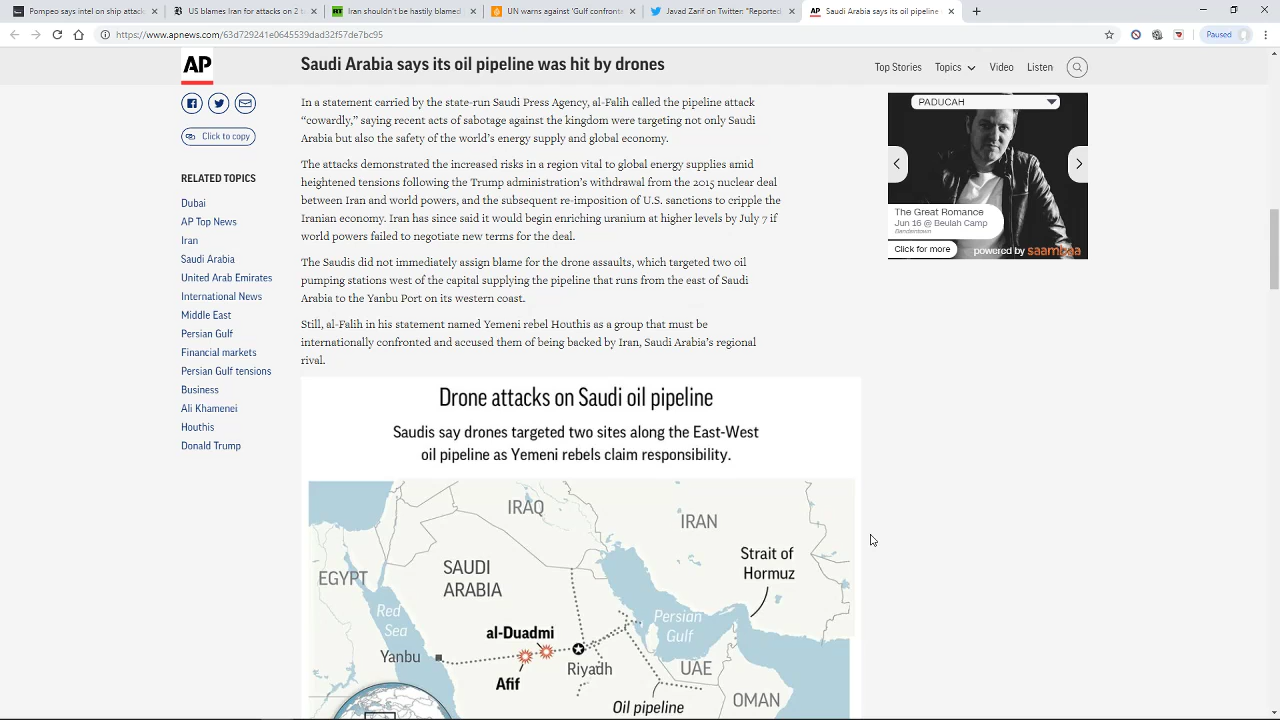 Pompeo says intel on ship attack
US blames Iran for attacks on 2 t
Iran shouldn't be hastily blamed
UN warns against 'Gulf confronta
Javad Zarif on Twitter: "Reported
AP Saudi Arabia says its oil pipeline
https://www.apnews.com/63d729241e0645539dad32f57de7bc95
Paused
AP
Saudi Arabia says its oil pipeline was hit by drones
Top Stories
Topics
Video
Listen
Click to copy
RELATED TOPICS
Dubai
AP Top News
Iran
Saudi Arabia
United Arab Emirates
International News
Middle East
Persian Gulf
Financial markets
Persian Gulf tensions
Business
Ali Khamenei
Houthis
Donald Trump
In a statement carried by the state-run Saudi Press Agency, al-Falih called the pipeline attack
"cowardly," saying recent acts of sabotage against the kingdom were targeting not only Saudi
Arabia but also the safety of the world's energy supply and global economy.
The attacks demonstrated the increased risks in a region vital to global energy supplies amid
heightened tensions following the Trump administration's withdrawal from the 2015 nuclear deal
between Iran and world powers, and the subsequent re-imposition of U.S. sanctions to cripple the
Iranian economy. Iran has since said it would begin enriching uranium at higher levels by July 7 if
world powers failed to negotiate new terms for the deal.
Al-Falih did not immediately assign blame for the drone assaults, which targeted two oil
pumping stations west of the capital supplying the pipeline that runs from the east of Saudi
Arabia to the Yanbu Port on its western coast.
Still, al-Falih in his statement named Yemeni rebel Houthis as a group that must be
internationally confronted and accused them of being backed by Iran, Saudi Arabia's regional
rival.
Drone attacks on Saudi oil pipeline
Saudis say drones targeted two sites along the East-West
oil pipeline as Yemeni rebels claim responsibility.
IRAQ
IRAN
Strait of
Hormuz
SAUDI
ARABIA
EGYPT
Red
Sea
Persian
Gulf
al-Duadmi
Yanbu
Riyadh
UAE
Afif
OMAN
Oil pipeline
PADUCAH
The Great Romance
Jun 16 @ Beulah Camp
Bandsintown
Click for more
powered by saambaa